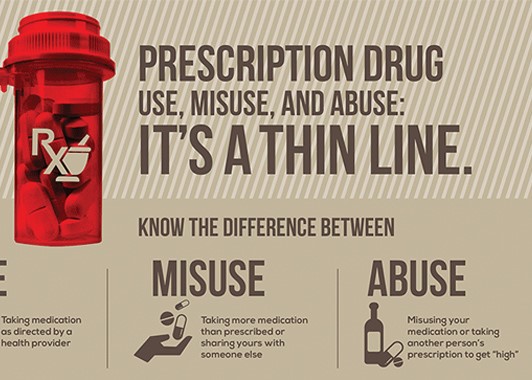 PRESCRIPTION DRUG
USE, MISUSE, AND ABUSE:
IT'S A THIN LINE.
Rx
KNOW THE DIFFERENCE BETWEEN
E
Taking medication
as directed by a
health provider
MISUSE
Taking more medication
than prescribed or
sharing yours with
someone else
ABUSE
Misusing your
medication or taking
another person's
prescription to get "high"